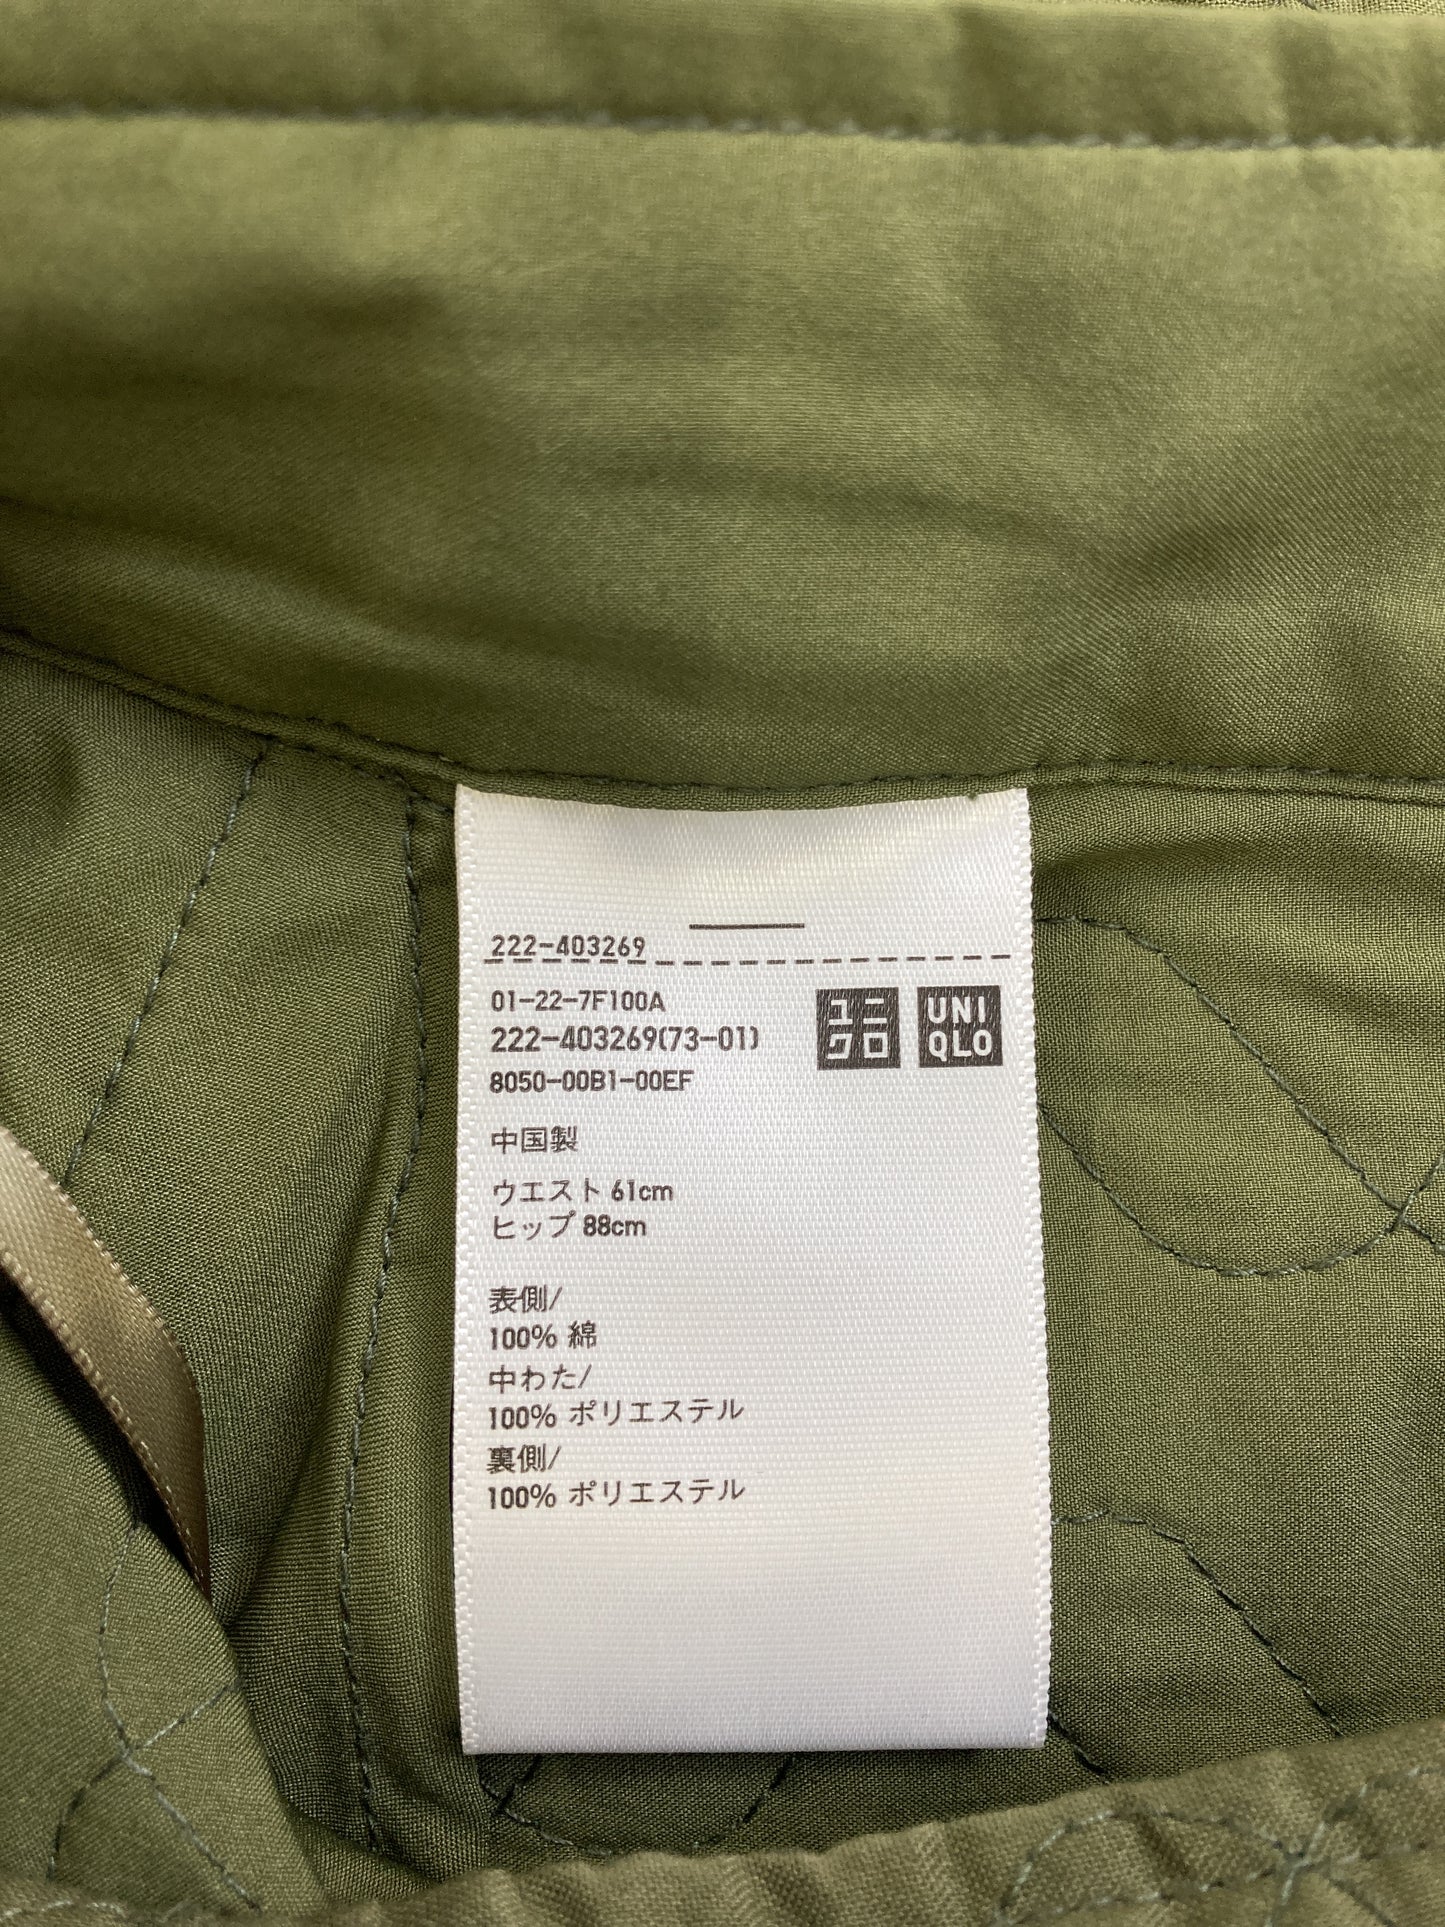 222-403269
01-22-7F100A
222-403269(73-01)
8050-00B1-00EF
ユニ
クロ
UNI
QLO
中国製
ウエスト 61cm
ヒップ 88cm
表側/
100% 綿
中わた/
100% ポリエステル
裏側/
100% ポリエステル